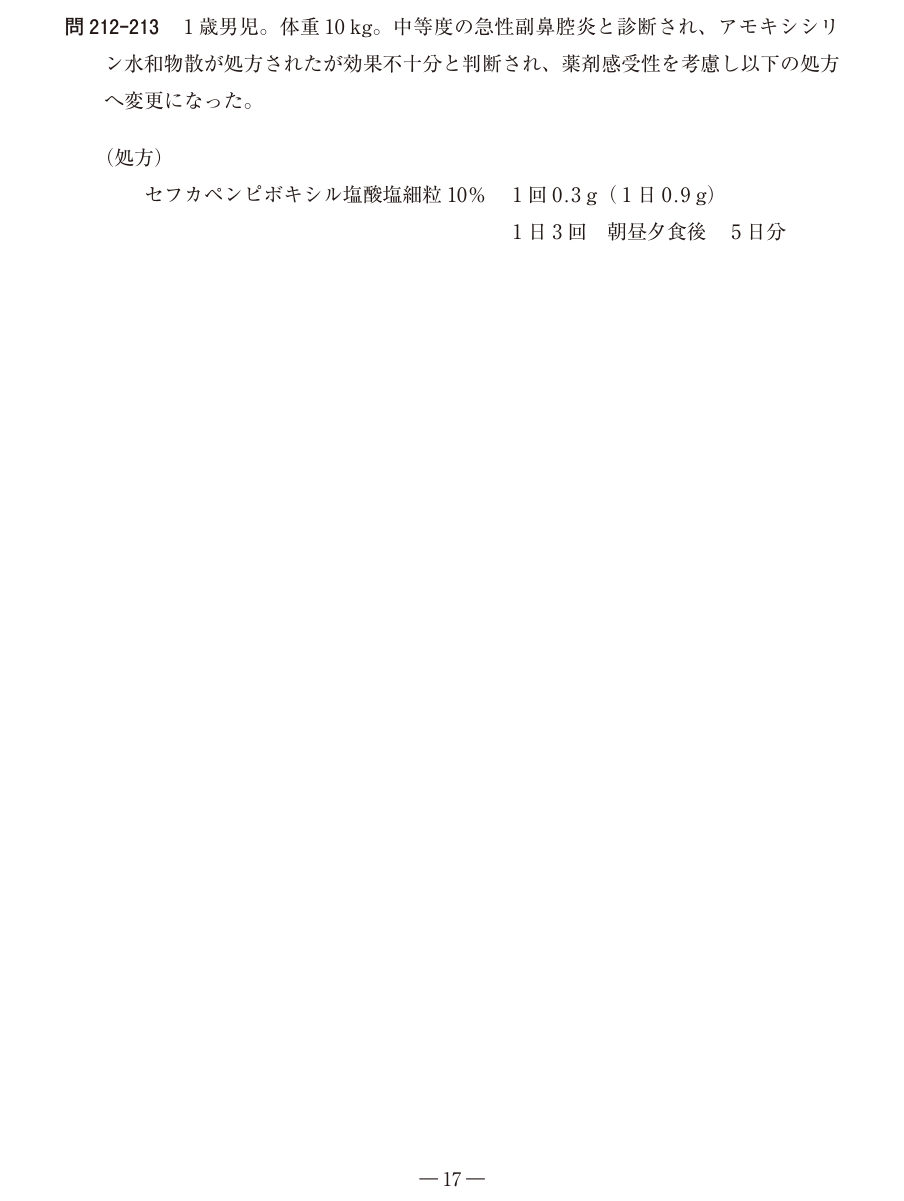 問 212−213　1 歳男児。体重 10 kg。中等度の急性副鼻腔炎と診断され、アモキシシリ
ン水和物散が処方されたが効果不十分と判断され、薬剤感受性を考慮し以下の処方
へ変更になった。
（処方）
セフカペンピボキシル塩酸塩細粒 10%　1 回 0.3 g（1 日 0.9 g）
1 日 3 回　朝昼夕食後　5 日分
― 17 ―